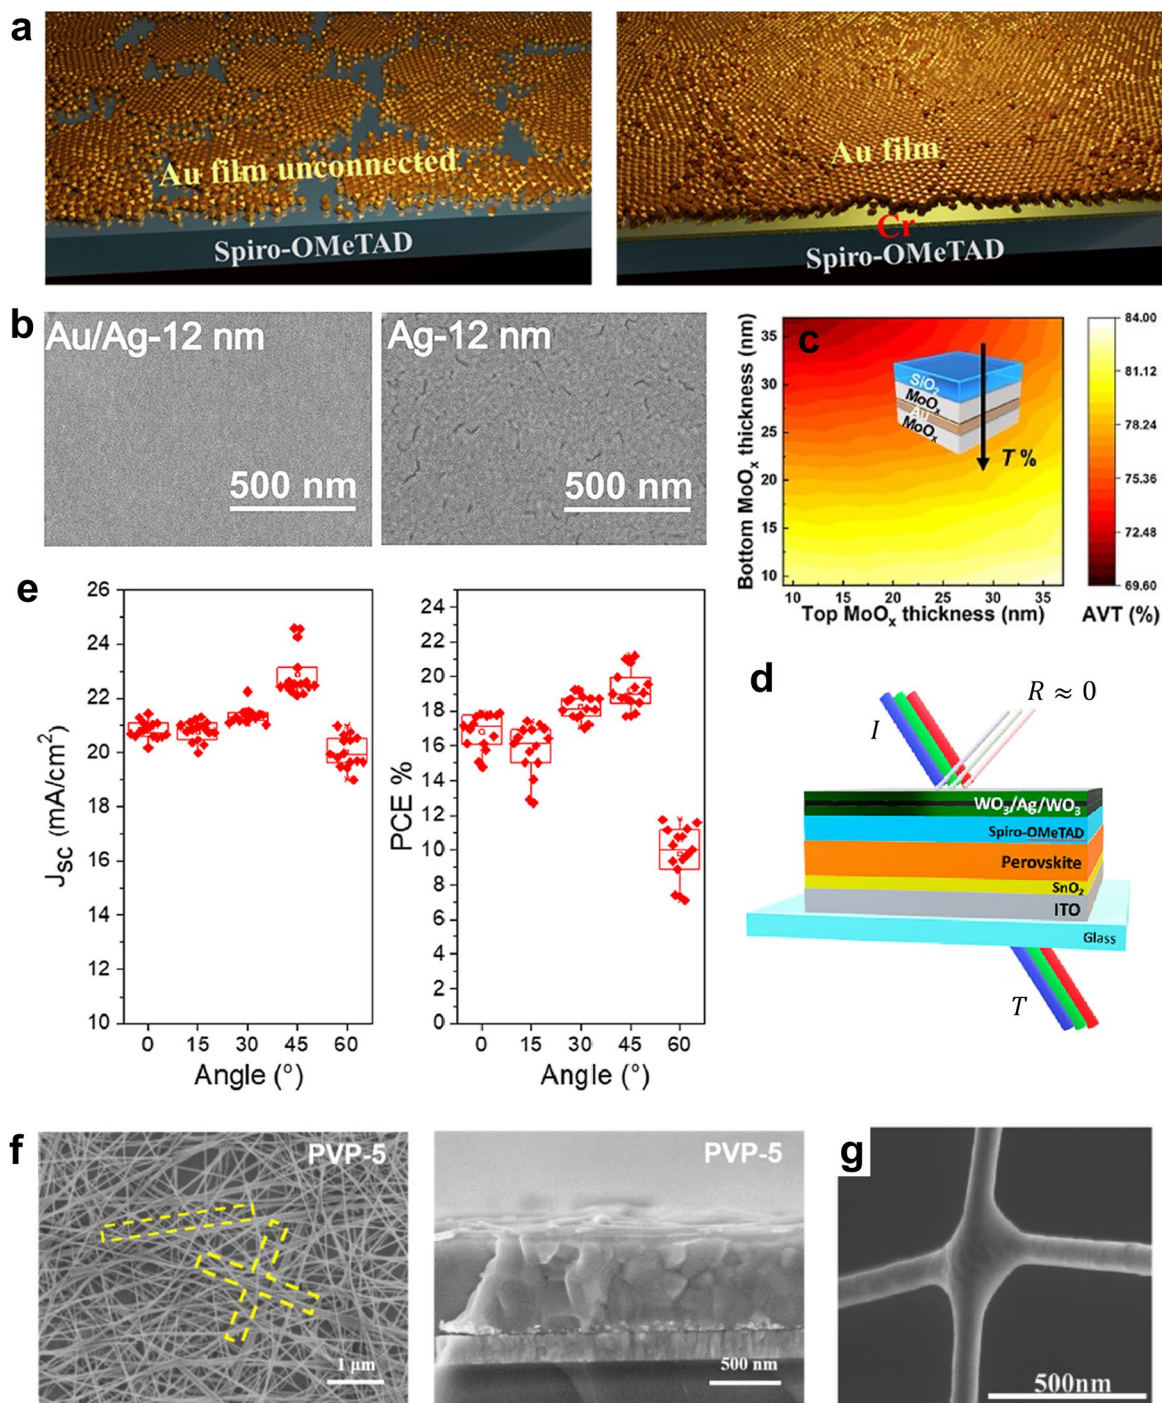 a
Au film unconnected
Spiro-OMeTAD
Au film
Cr
Spiro-OMeTAD
b
Au/Ag-12 nm
500 nm
Ag-12 nm
500 nm
c
Bottom MoOx thickness (nm)
35
30
25
20
15
10
SiO2
MoOx
Au
MoOx
T %
10 15 20 25 30 35
Top MoOx thickness (nm)
84.00
81.12
78.24
75.36
72.48
69.60
AVT (%)
e
JSC (mA/cm2)
26
24
22
20
18
16
14
12
10
0 15 30 45 60
Angle (°)
PCE %
24
22
20
18
16
14
12
10
8
6
4
2
0
0 15 30 45 60
Angle (°)
d
I
R ≈ 0
WO3/Ag/WO3
Spiro-OMeTAD
Perovskite
SnO2
ITO
Glass
T
f
PVP-5
1 μm
PVP-5
500 nm
g
500nm